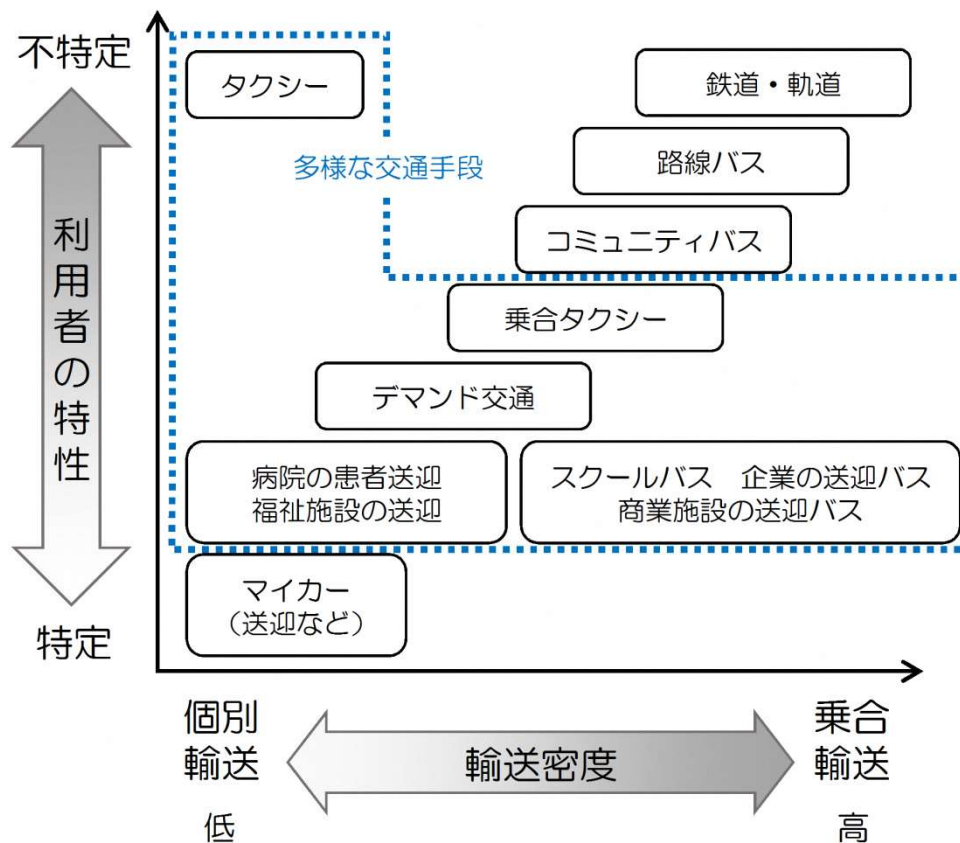 不特定
利用者の特性
特定
タクシー
鉄道・軌道
多様な交通手段
路線バス
コミュニティバス
乗合タクシー
デマンド交通
病院の患者送迎
福祉施設の送迎
スクールバス　企業の送迎バス
商業施設の送迎バス
マイカー
（送迎など）
個別
輸送
低
輸送密度
乗合
輸送
高